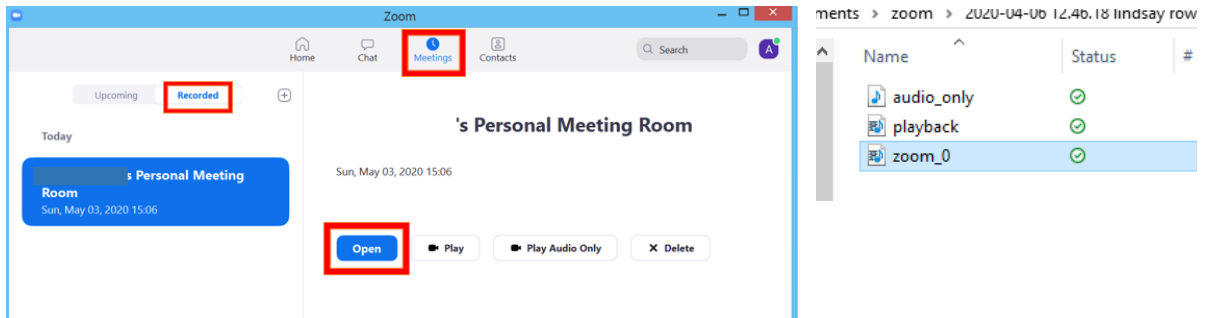 Zoom
Home Chat Meetings Contacts
Search
A
Upcoming Recorded
Today
s Personal Meeting
Room
Sun, May 03, 2020 15:06
's Personal Meeting Room
Sun, May 03, 2020 15:06
Open Play Play Audio Only Delete
ments > zoom > 2020-04-06 12.46.18 lindsay row
Name Status #
audio_only
playback
zoom_0